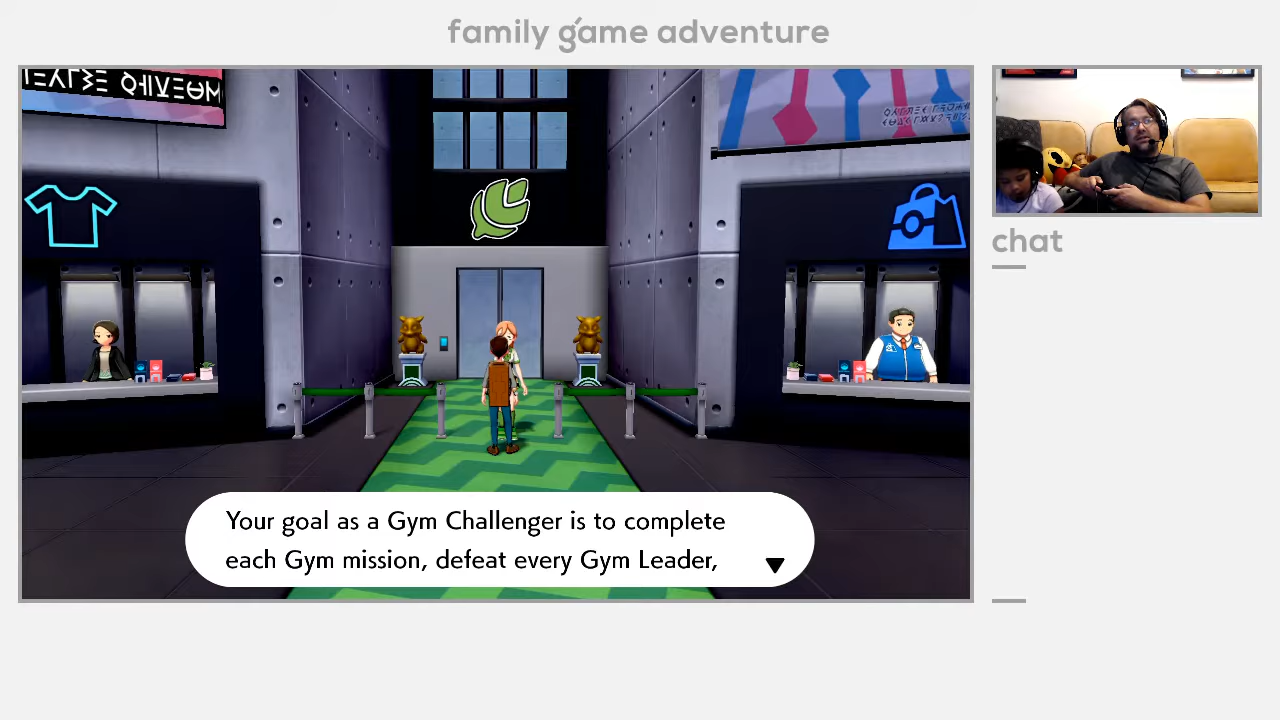 family game adventure
chat
Your goal as a Gym Challenger is to complete
each Gym mission, defeat every Gym Leader,